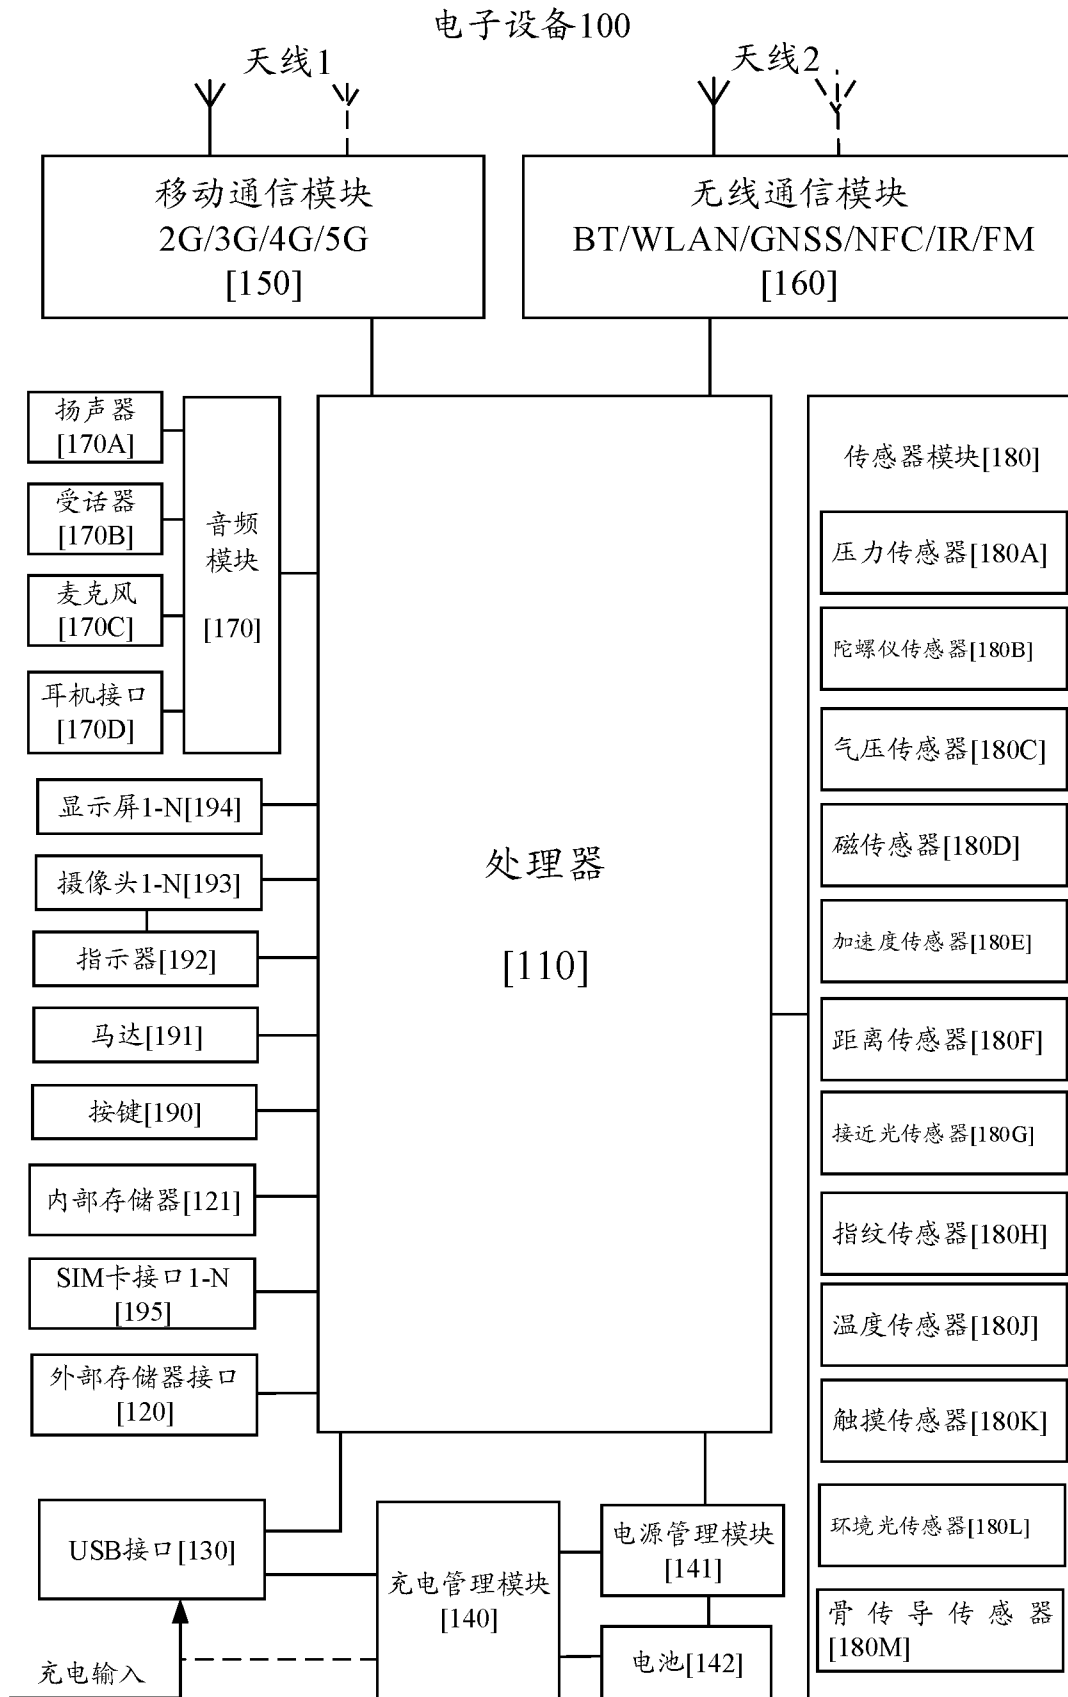 电子设备100
天线1
天线2
移动通信模块
2G/3G/4G/5G
[150]
无线通信模块
BT/WLAN/GNSS/NFC/IR/FM
[160]
扬声器
[170A]
受话器
[170B]
麦克风
[170C]
耳机接口
[170D]
音频
模块
[170]
显示屏1-N[194]
摄像头1-N[193]
指示器[192]
马达[191]
按键[190]
内部存储器[121]
SIM卡接口1-N
[195]
外部存储器接口
[120]
处理器
[110]
传感器模块[180]
压力传感器[180A]
陀螺仪传感器[180B]
气压传感器[180C]
磁传感器[180D]
加速度传感器[180E]
距离传感器[180F]
接近光传感器[180G]
指纹传感器[180H]
温度传感器[180J]
触摸传感器[180K]
环境光传感器[180L]
骨传导传感器
[180M]
USB接口[130]
充电管理模块
[140]
电源管理模块
[141]
电池[142]
充电输入